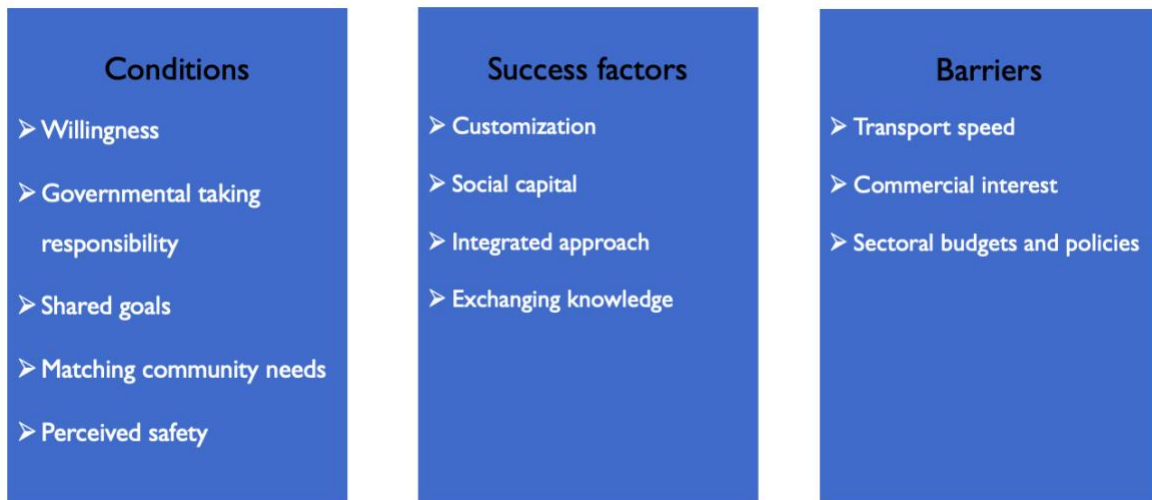 Conditions
➢ Willingness
➢ Governmental taking
responsibility
➢ Shared goals
➢ Matching community needs
➢ Perceived safety
Success factors
➢ Customization
➢ Social capital
➢ Integrated approach
➢ Exchanging knowledge
Barriers
➢ Transport speed
➢ Commercial interest
➢ Sectoral budgets and policies